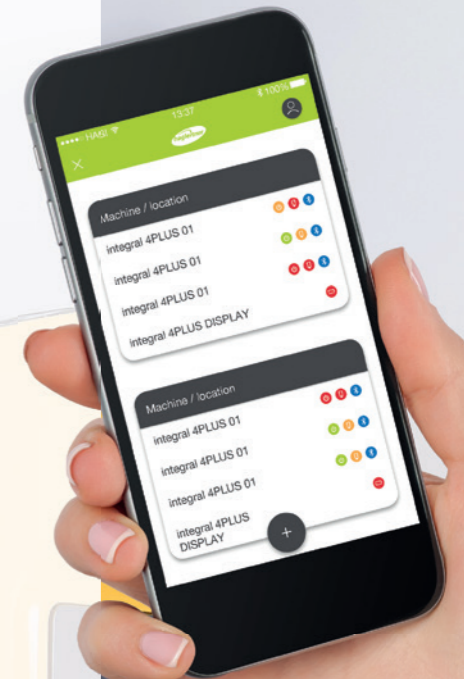 HASI 13:37 100%
Machine / location
integral 4PLUS 01
integral 4PLUS 01
integral 4PLUS 01
integral 4PLUS DISPLAY
Machine / location
integral 4PLUS 01
integral 4PLUS 01
integral 4PLUS 01
integral 4PLUS
DISPLAY
+